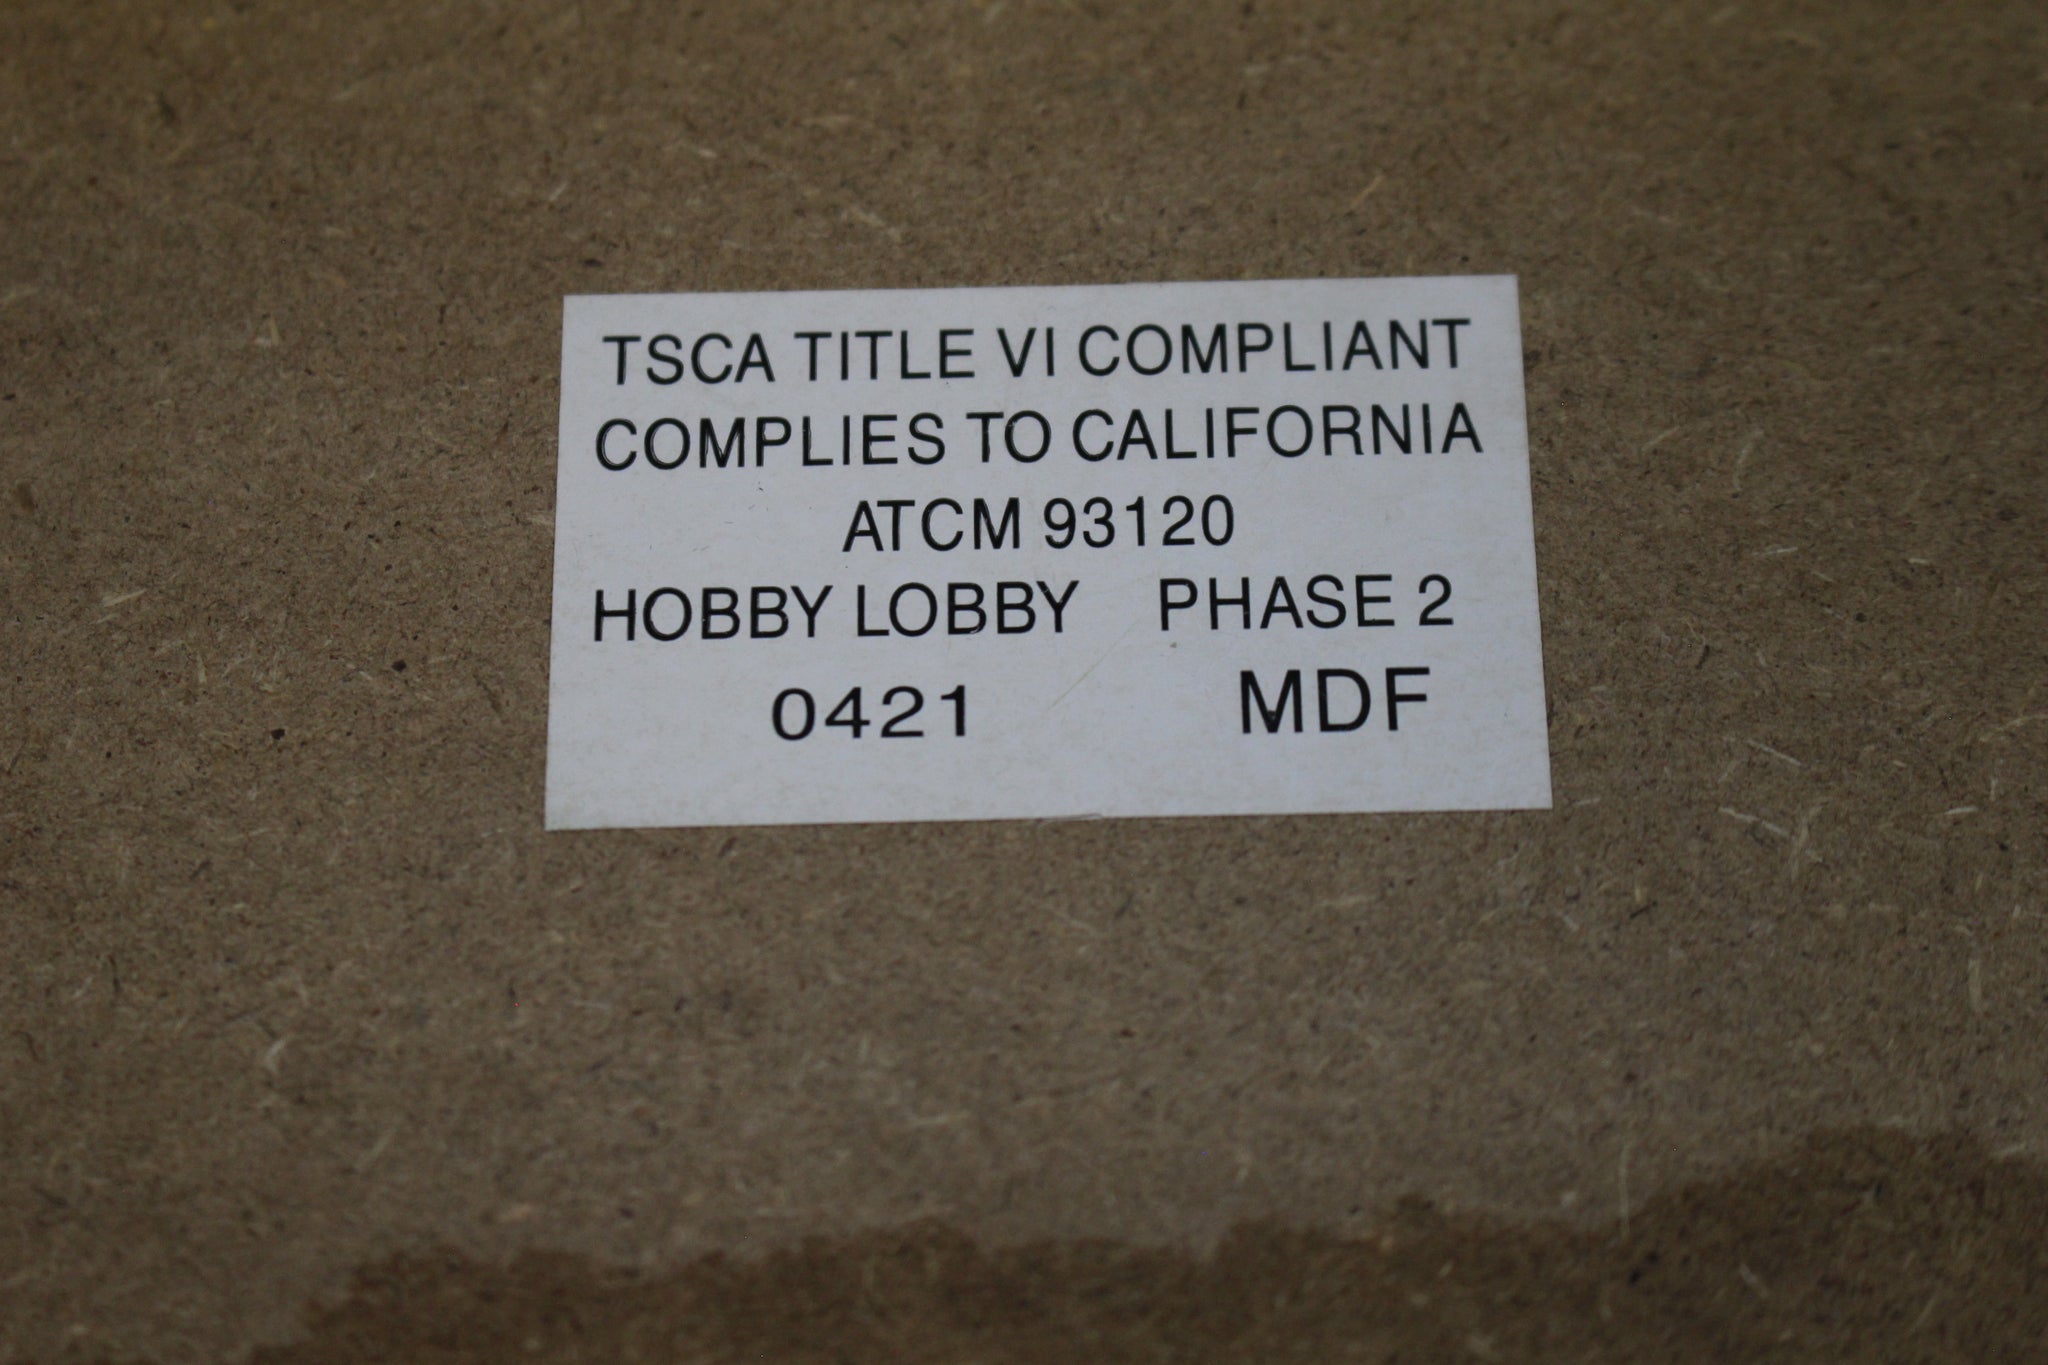 TSCA TITLE VI COMPLIANT
COMPLIES TO CALIFORNIA
ATCM 93120
HOBBY LOBBY PHASE 2
0421 MDF